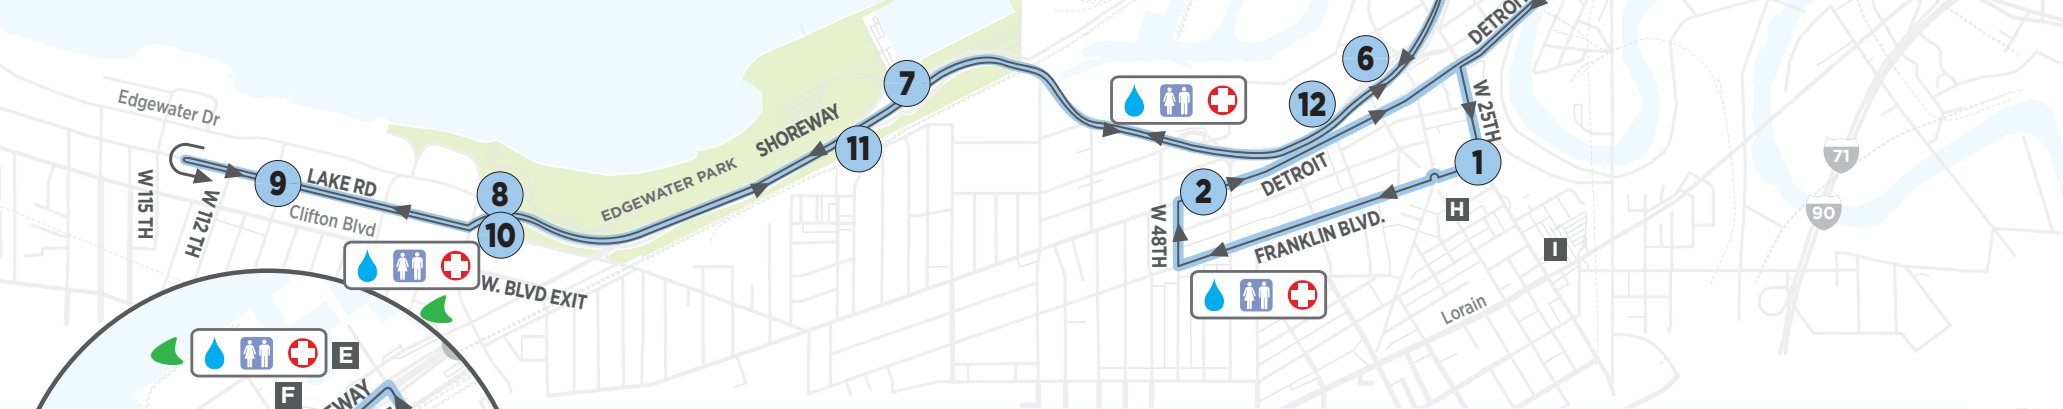 DETROIT
6
7
12
W 25TH
Edgewater Dr
SHOREWAY
11
1
71
W 115 TH
9
LAKE RD
8
EDGEWATER PARK
2
DETROIT
W 112 TH
Clifton Blvd
10
W 48TH
FRANKLIN BLVD.
H
90
I
W. BLVD EXIT
Lorain
E
F
EWAY